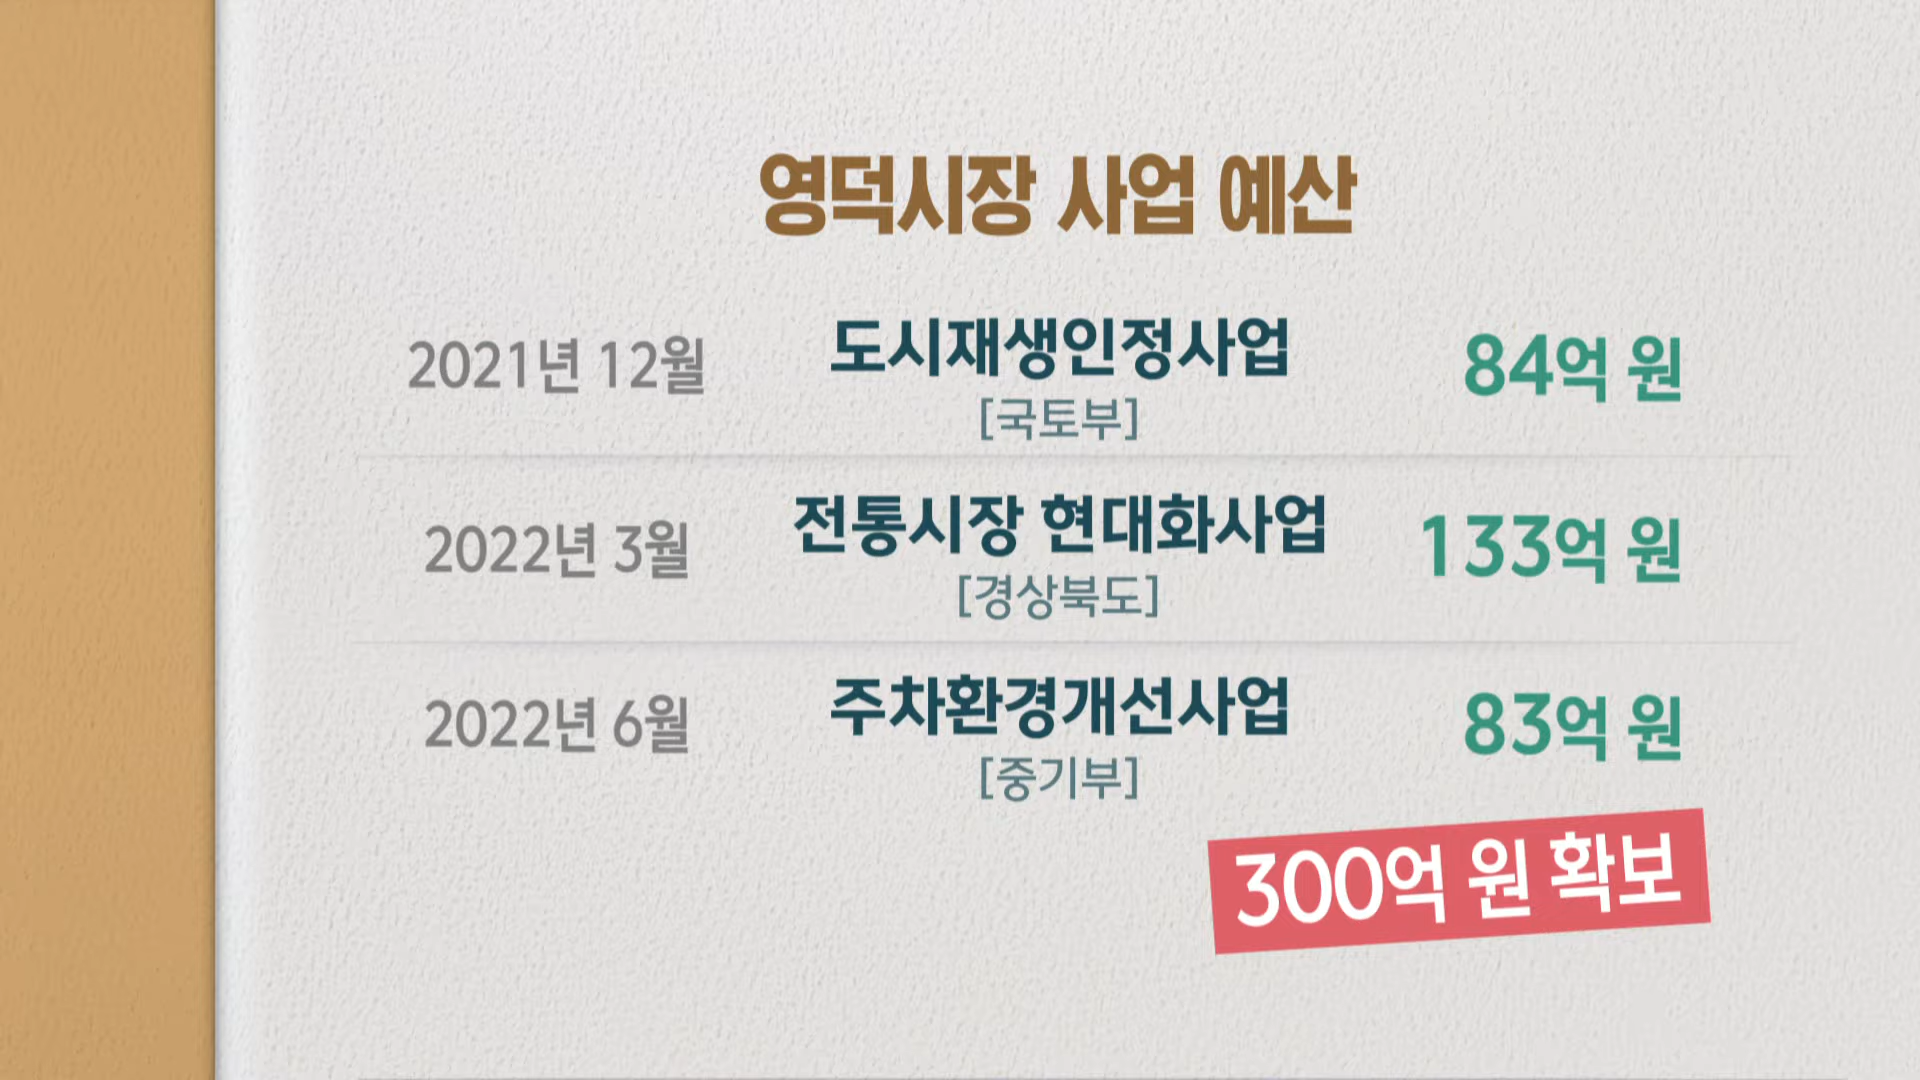 영덕시장 사업 예산
2021년 12월 도시재생인정사업 84억 원
[국토부]
2022년 3월 전통시장 현대화사업 133억 원
[경상북도]
2022년 6월 주차환경개선사업 83억 원
[중기부]
300억 원 확보